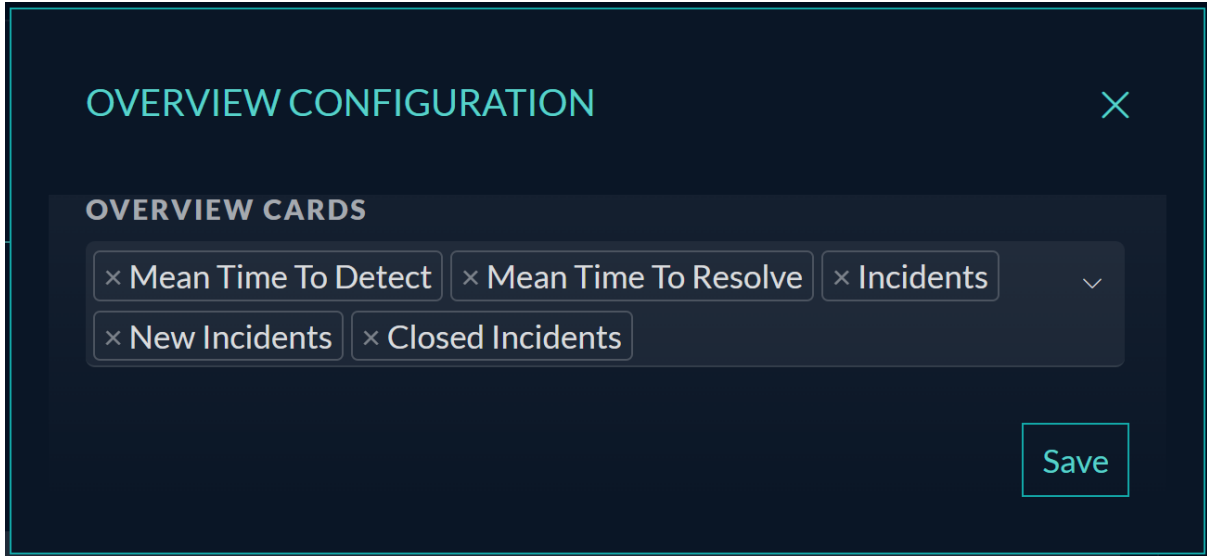 OVERVIEW CONFIGURATION
OVERVIEW CARDS
× Mean Time To Detect × Mean Time To Resolve × Incidents
× New Incidents × Closed Incidents
Save